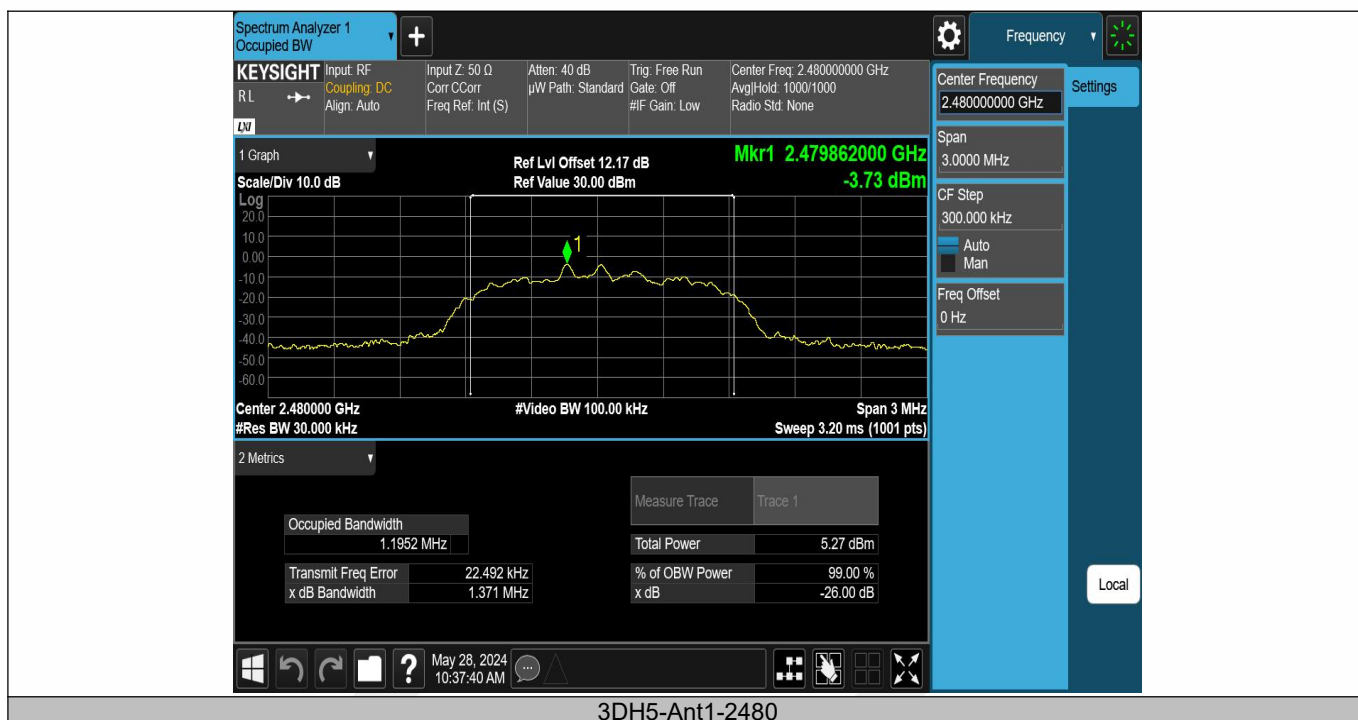 Spectrum Analyzer 1
Occupied BW
Frequency
KEYSIGHT
R L
LXI
Input: RF
Coupling: DC
Align: Auto
Input Z: 50 Ω
Corr CCorr
Freq Ref: Int (S)
Atten: 40 dB
µW Path: Standard
Trig: Free Run
Gate: Off
#IF Gain: Low
Center Freq: 2.480000000 GHz
Avg|Hold: 1000/1000
Radio Std: None
Center Frequency
2.480000000 GHz
Settings
Span
3.0000 MHz
CF Step
300.000 kHz
Auto
Man
Freq Offset
0 Hz
Local
1 Graph
Ref Lvl Offset 12.17 dB
Mkr1 2.479862000 GHz
Scale/Div 10.0 dB
Ref Value 30.00 dBm
-3.73 dBm
Log
20.0
10.0
0.00
-10.0
-20.0
-30.0
-40.0
-50.0
-60.0
1
Center 2.480000 GHz
#Video BW 100.00 kHz
Span 3 MHz
#Res BW 30.000 kHz
Sweep 3.20 ms (1001 pts)
2 Metrics
Measure Trace
Trace 1
Occupied Bandwidth
1.1952 MHz
Total Power
5.27 dBm
Transmit Freq Error
22.492 kHz
% of OBW Power
99.00 %
x dB Bandwidth
1.371 MHz
x dB
-26.00 dB
?
May 28, 2024
10:37:40 AM
3DH5-Ant1-2480